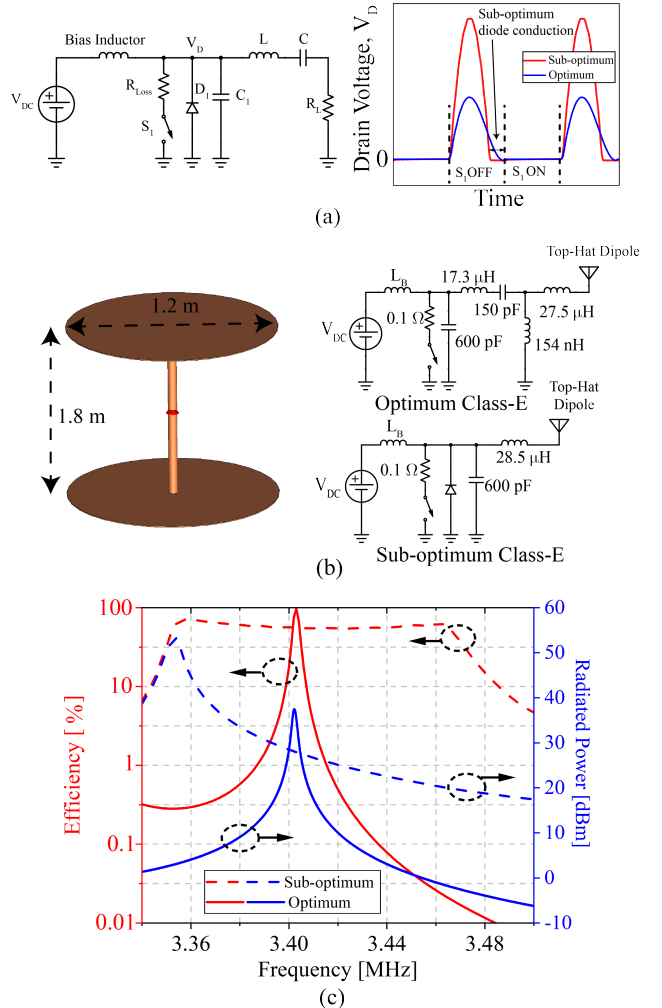 Bias Inductor
V_D
L
C
R_Loss
D_1
C_1
R_L
V_DC
S_1
Drain Voltage, V_D
Sub-optimum
diode conduction
Sub-optimum
Optimum
0
S_1 OFF
S_1 ON
Time
(a)
1.2 m
1.8 m
Top-Hat Dipole
L_B
17.3 μH
150 pF
27.5 μH
0.1 Ω
V_DC
600 pF
154 nH
Optimum Class-E
Top-Hat
Dipole
L_B
28.5 μH
0.1 Ω
V_DC
600 pF
Sub-optimum Class-E
(b)
100
10
1
0.1
0.01
Efficiency [ %]
60
50
40
30
20
10
0
-10
Radiated Power [dBm]
Sub-optimum
Optimum
3.36
3.40
3.44
3.48
Frequency [MHz]
(c)